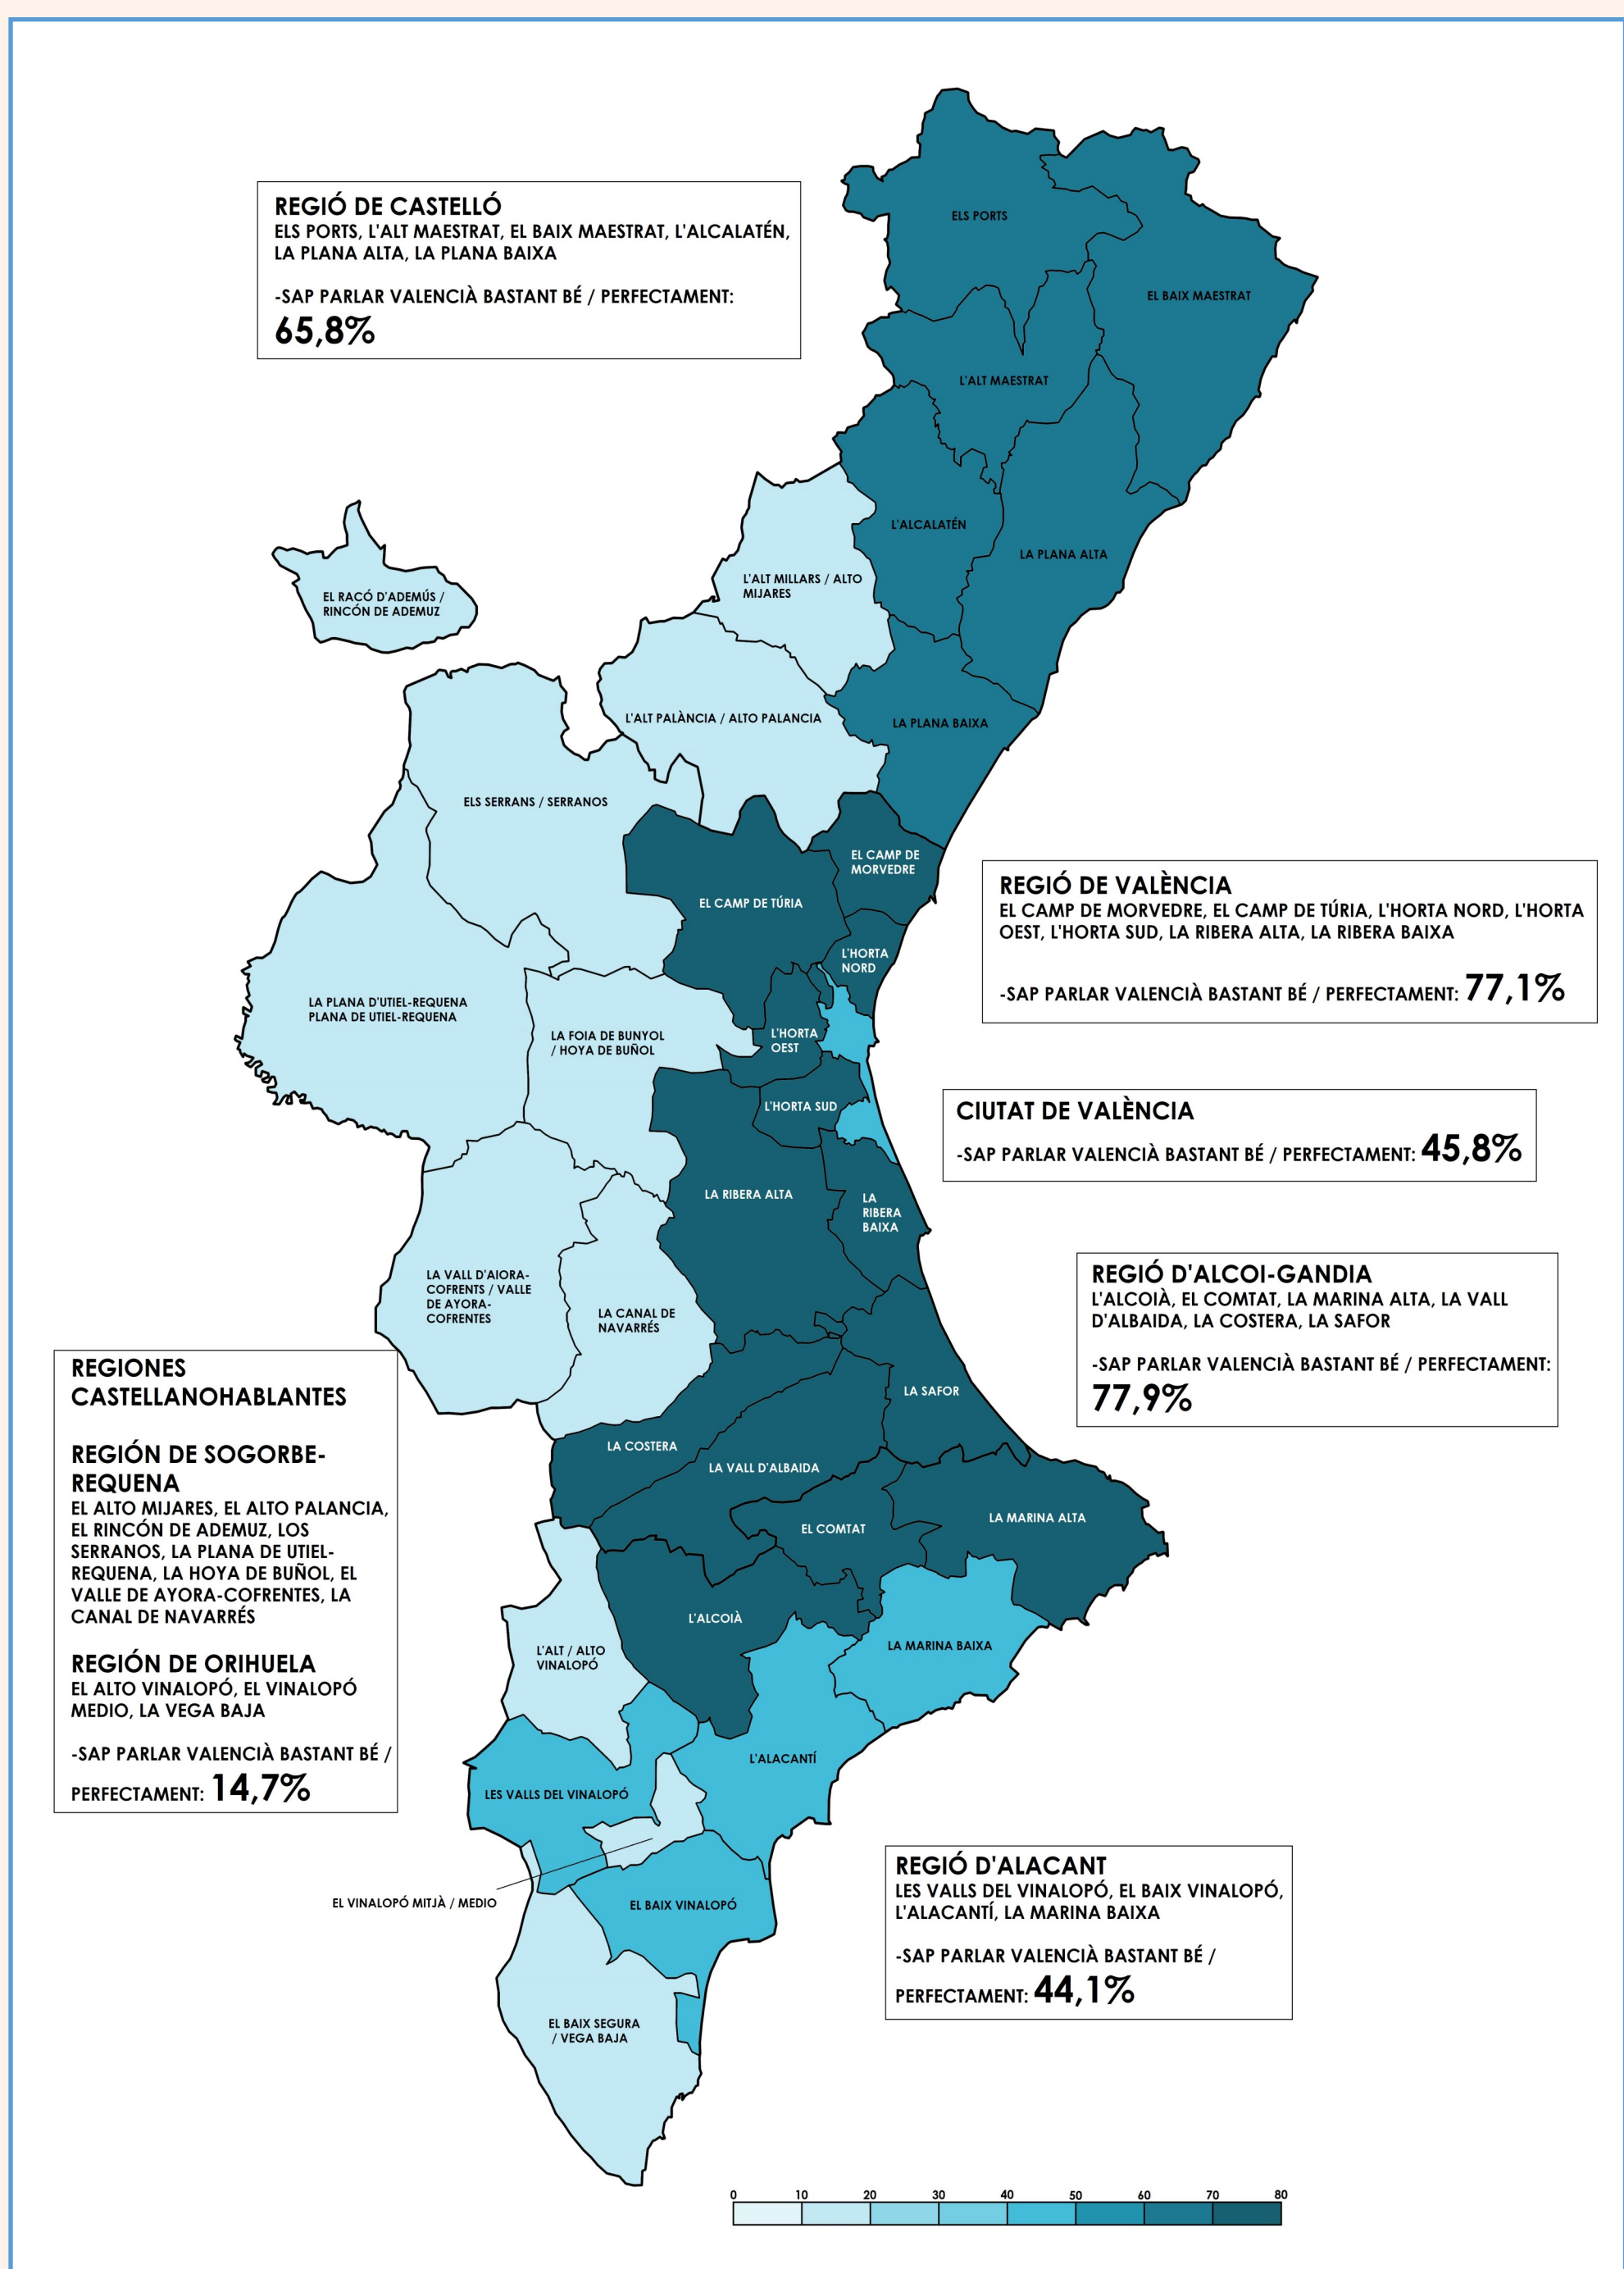 REGIÓ DE CASTELLÓ
ELS PORTS, L'ALT MAESTRAT, EL BAIX MAESTRAT, L'ALCALATÉN,
LA PLANA ALTA, LA PLANA BAIXA
-SAP PARLAR VALENCIÀ BASTANT BÉ / PERFECTAMENT:
65,8%
ELS PORTS
EL BAIX MAESTRAT
L'ALT MAESTRAT
L'ALCALATÉN
LA PLANA ALTA
L'ALT MILLARS / ALTO
MIJARES
EL RACÓ D'ADEMÚS /
RINCÓN DE ADEMUZ
L'ALT PALÀNCIA / ALTO PALANCIA
LA PLANA BAIXA
ELS SERRANS / SERRANOS
EL CAMP DE
MORVEDRE
EL CAMP DE TÚRIA
L'HORTA
NORD
LA PLANA D'UTIEL-REQUENA
PLANA DE UTIEL-REQUENA
LA FOIA DE BUNYOL
/ HOYA DE BUÑOL
L'HORTA
OEST
L'HORTA SUD
LA RIBERA ALTA
LA
RIBERA
BAIXA
LA VALL D'AIORA-
COFRENTS / VALLE
DE AYORA-
COFRENTES
LA CANAL DE
NAVARRÉS
REGIÓ DE VALÈNCIA
EL CAMP DE MORVEDRE, EL CAMP DE TÚRIA, L'HORTA NORD, L'HORTA
OEST, L'HORTA SUD, LA RIBERA ALTA, LA RIBERA BAIXA
-SAP PARLAR VALENCIÀ BASTANT BÉ / PERFECTAMENT: 77,1%
CIUTAT DE VALÈNCIA
-SAP PARLAR VALENCIÀ BASTANT BÉ / PERFECTAMENT: 45,8%
REGIÓ D'ALCOI-GANDIA
L'ALCOIÀ, EL COMTAT, LA MARINA ALTA, LA VALL
D'ALBAIDA, LA COSTERA, LA SAFOR
-SAP PARLAR VALENCIÀ BASTANT BÉ / PERFECTAMENT:
77,9%
REGIONES
CASTELLANOHABLANTES
REGIÓN DE SOGORBE-
REQUENA
EL ALTO MIJARES, EL ALTO PALANCIA,
EL RINCÓN DE ADEMUZ, LOS
SERRANOS, LA PLANA DE UTIEL-
REQUENA, LA HOYA DE BUÑOL, EL
VALLE DE AYORA-COFRENTES, LA
CANAL DE NAVARRÉS
REGIÓN DE ORIHUELA
EL ALTO VINALOPÓ, EL VINALOPÓ
MEDIO, LA VEGA BAJA
-SAP PARLAR VALENCIÀ BASTANT BÉ /
PERFECTAMENT: 14,7%
LA SAFOR
LA COSTERA
LA VALL D'ALBAIDA
EL COMTAT
LA MARINA ALTA
L'ALCOIÀ
LA MARINA BAIXA
L'ALT / ALTO
VINALOPÓ
L'ALACANTÍ
LES VALLS DEL VINALOPÓ
EL VINALOPÓ MITJÀ / MEDIO
EL BAIX VINALOPÓ
EL BAIX SEGURA
/ VEGA BAJA
REGIÓ D'ALACANT
LES VALLS DEL VINALOPÓ, EL BAIX VINALOPÓ,
L'ALACANTÍ, LA MARINA BAIXA
-SAP PARLAR VALENCIÀ BASTANT BÉ /
PERFECTAMENT: 44,1%
0 10 20 30 40 50 60 70 80